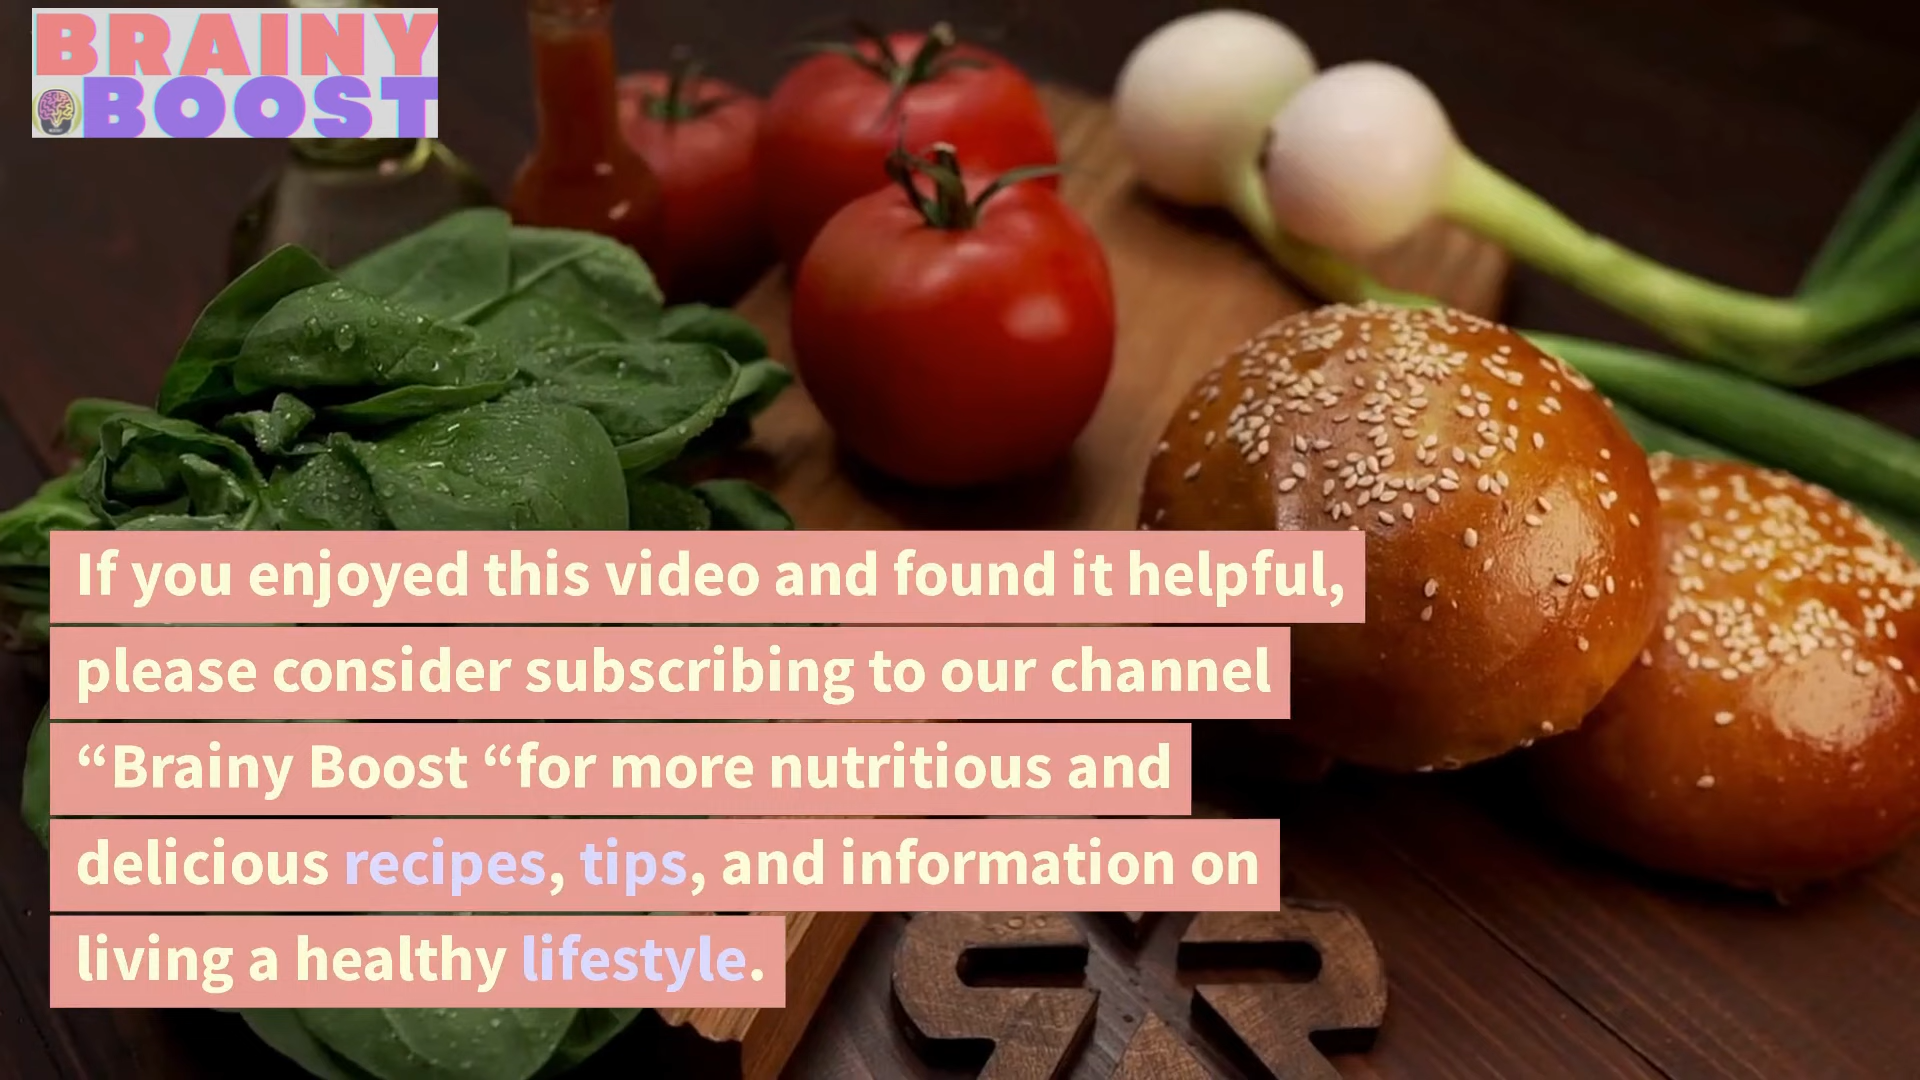 BRAINY
BOOST
If you enjoyed this video and found it helpful,
please consider subscribing to our channel
“Brainy Boost “for more nutritious and
delicious recipes, tips, and information on
living a healthy lifestyle.